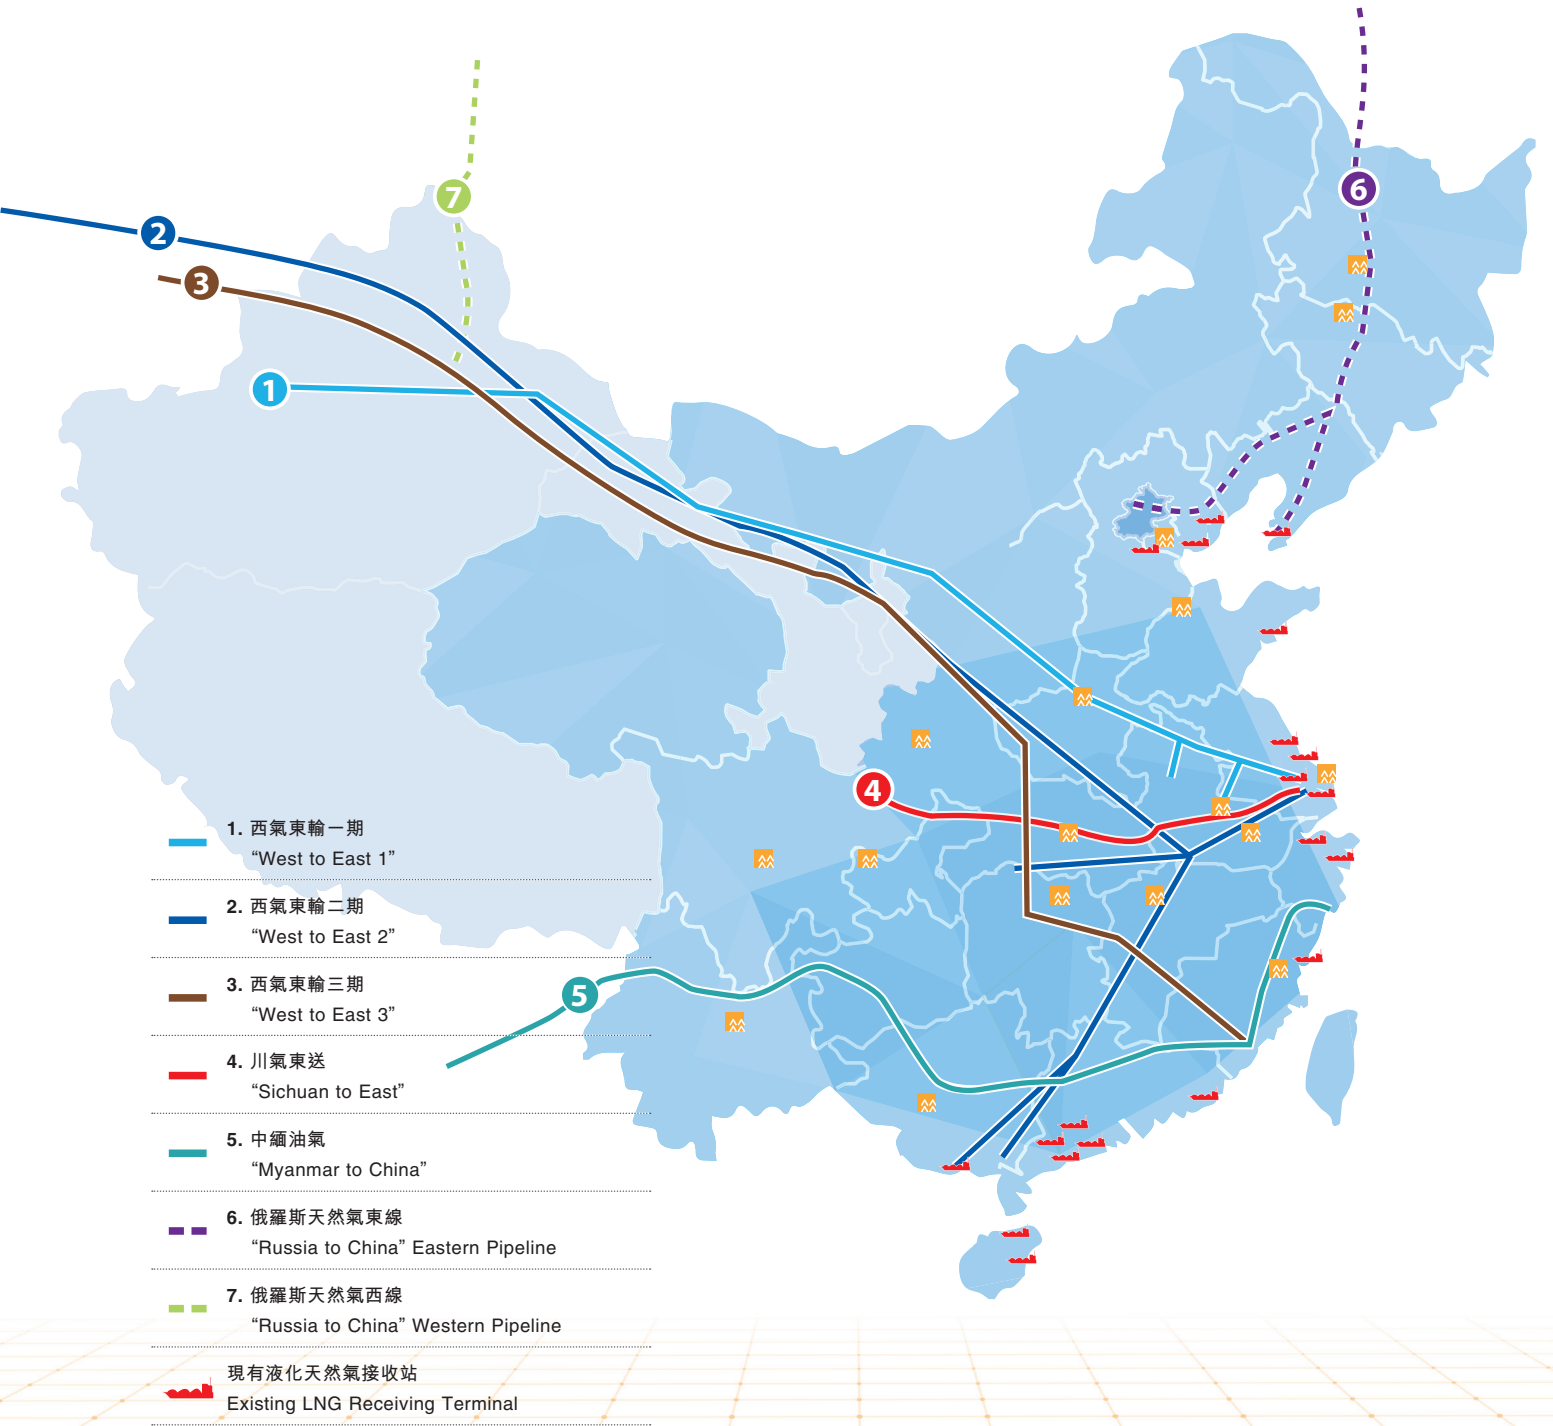 7
6
2
3
1
4
5
1. 西氣東輸一期
“West to East 1”
2. 西氣東輸二期
“West to East 2”
3. 西氣東輸三期
“West to East 3”
4. 川氣東送
“Sichuan to East”
5. 中緬油氣
“Myanmar to China”
6. 俄羅斯天然氣東線
“Russia to China” Eastern Pipeline
7. 俄羅斯天然氣西線
“Russia to China” Western Pipeline
現有液化天然氣接收站
Existing LNG Receiving Terminal